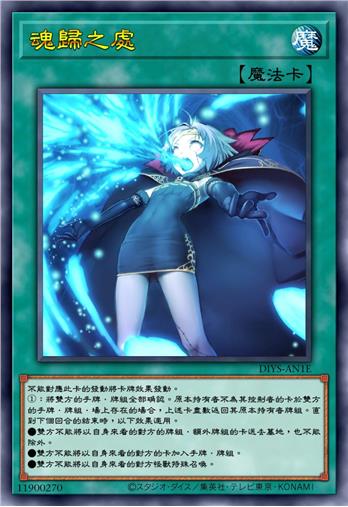 魂歸之處
魔
【魔法卡】
DIYS-AN1E
不能對應此卡的發動將卡牌效果發動。
①：將雙方的手牌．牌組全部確認。原本持有者不為其控制者的卡於雙方
的手牌．牌組．場上存在的場合，上述卡盡數返回其原本持有者牌組。直
到下個回合的結束時，以下效果適用。
●雙方不能將以自身來看的對方的牌組．額外牌組的卡送去墓地，也不能
除外。
●雙方不能將以自身來看的對方的卡加入手牌．牌組。
●雙方不能將以自身來看的對方怪獸特殊召喚。
11900270
©スタジオ・ダイス／集英社・テレビ東京・KONAMI